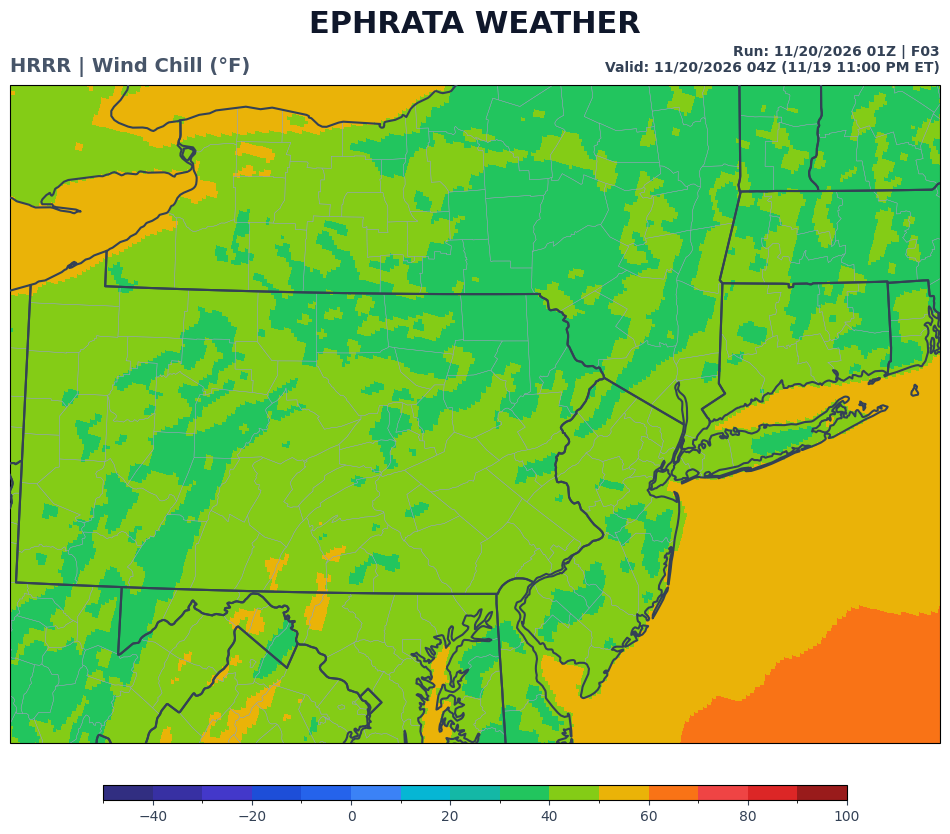 EPHRATA WEATHER
HRRR | Wind Chill (°F)
Run: 11/20/2026 01Z | F03
Valid: 11/20/2026 04Z (11/19 11:00 PM ET)
−40 −20 0 20 40 60 80 100